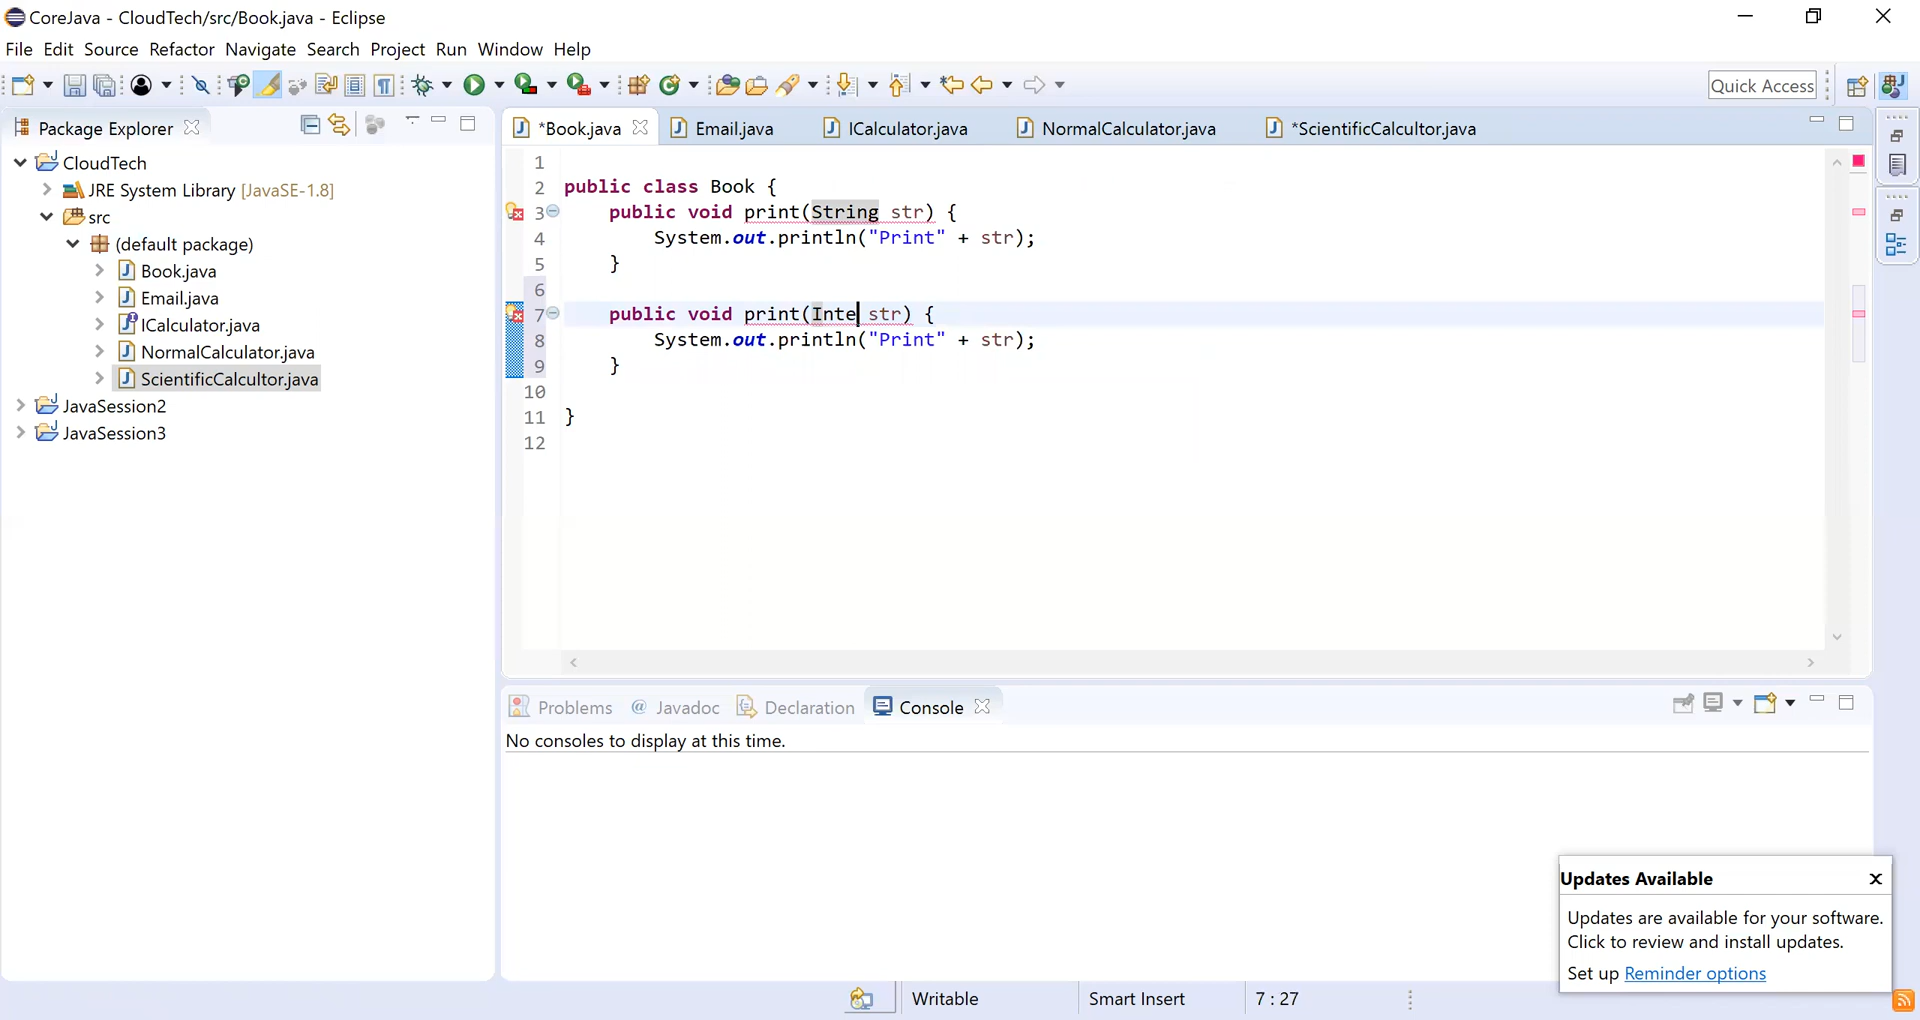 CoreJava - CloudTech/src/Book.java - Eclipse
File Edit Source Refactor Navigate Search Project Run Window Help
Quick Access
Package Explorer
CloudTech
JRE System Library [JavaSE-1.8]
src
(default package)
Book.java
Email.java
ICalculator.java
NormalCalculator.java
ScientificCalcultor.java
JavaSession2
JavaSession3
*Book.java Email.java ICalculator.java NormalCalculator.java *ScientificCalcultor.java
1
2 public class Book {
3 public void print(String str) {
4 System.out.println("Print" + str);
5 }
6
7 public void print(Inte str) {
8 System.out.println("Print" + str);
9 }
10
11 }
12
Problems @ Javadoc Declaration Console
No consoles to display at this time.
Updates Available
Updates are available for your software.
Click to review and install updates.
Set up Reminder options
Writable Smart Insert 7 : 27